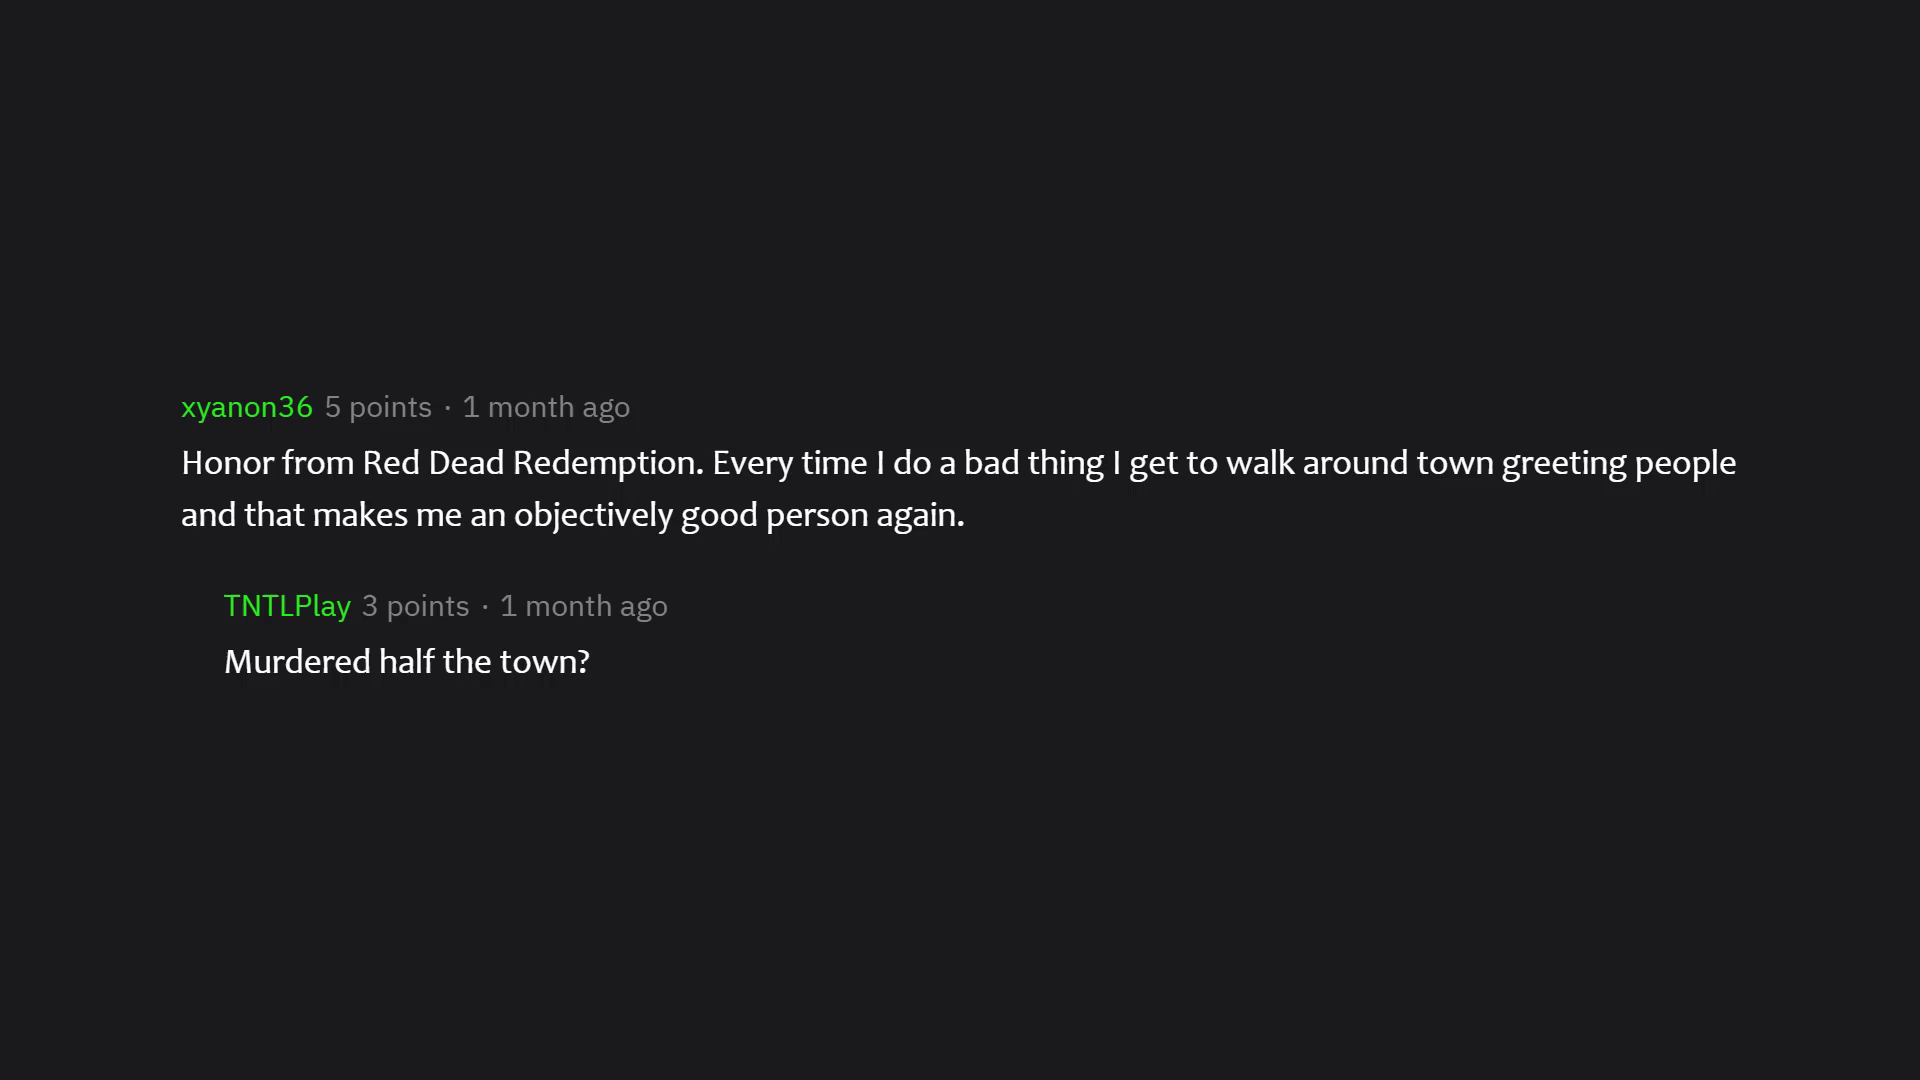 xyanon36 5 points · 1 month ago
Honor from Red Dead Redemption. Every time I do a bad thing I get to walk around town greeting people
and that makes me an objectively good person again.
TNTLPlay 3 points · 1 month ago
Murdered half the town?